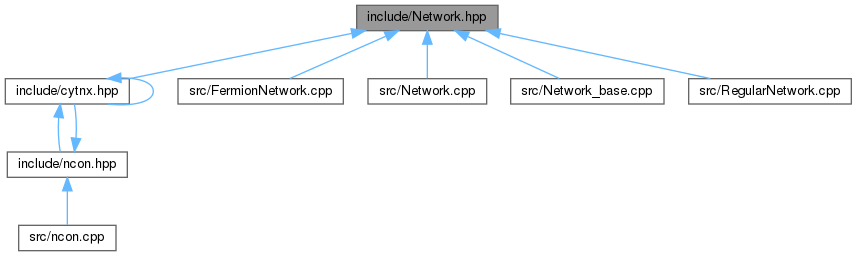 include/Network.hpp
include/cytnx.hpp
src/FermionNetwork.cpp
src/Network.cpp
src/Network_base.cpp
src/RegularNetwork.cpp
include/ncon.hpp
src/ncon.cpp